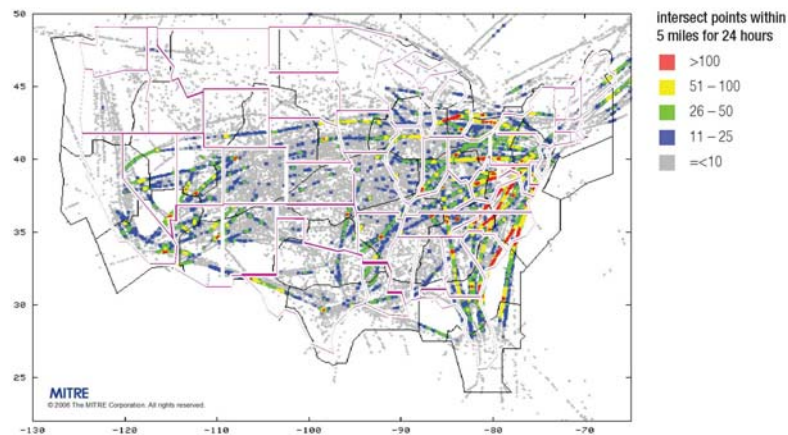 intersect points within
5 miles for 24 hours
>100
51 – 100
26 – 50
11 – 25
=<10
50
45
40
35
30
25
MITRE
© 2006 The MITRE Corporation. All rights reserved.
-130 -120 -110 -100 -90 -80 -70